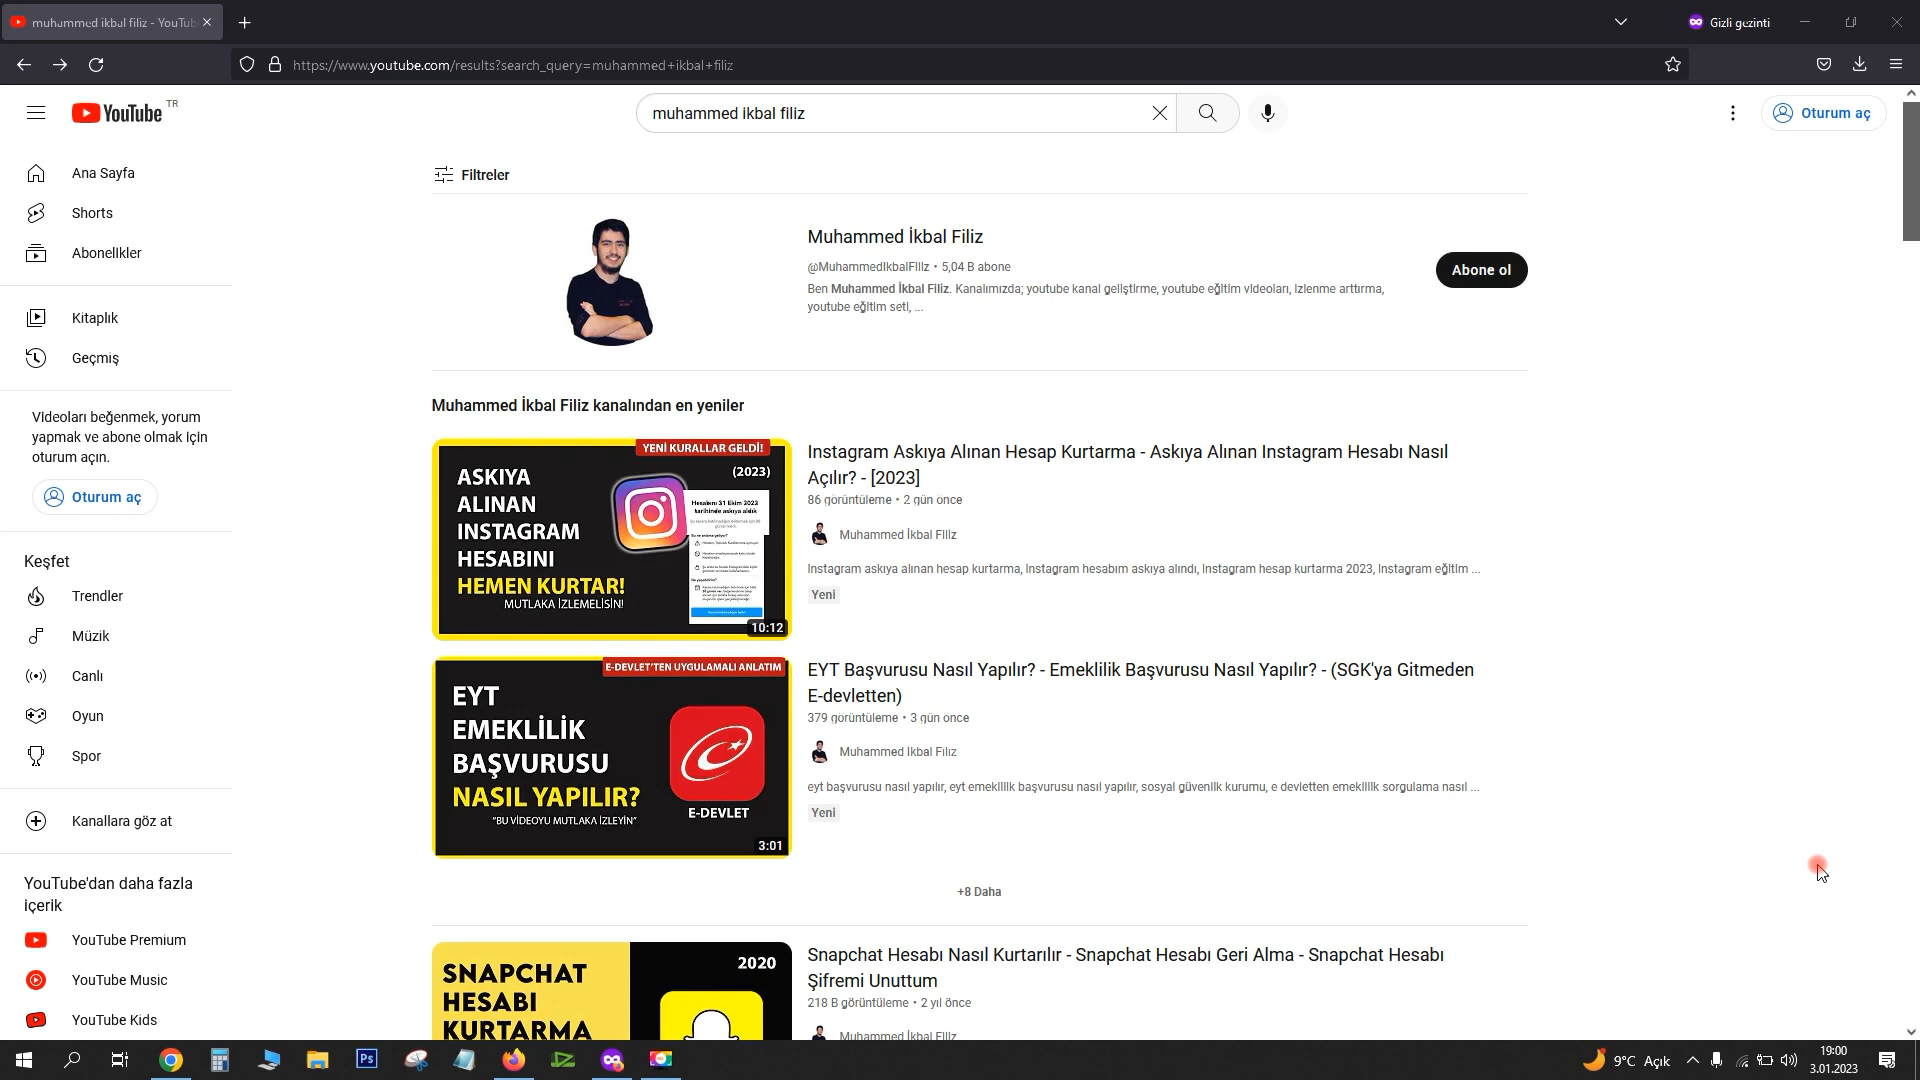 muhammed ikbal filiz - YouTub
Gizli gezinti
https://www.youtube.com/results?search_query=muhammed+ikbal+filiz
YouTube TR
muhammed ikbal filiz
Oturum aç
Ana Sayfa
Shorts
Abonelikler
Kitaplık
Geçmiş
Videoları beğenmek, yorum
yapmak ve abone olmak için
oturum açın.
Oturum aç
Keşfet
Trendler
Müzik
Canlı
Oyun
Spor
Kanallara göz at
YouTube'dan daha fazla
içerik
YouTube Premium
YouTube Music
YouTube Kids
Filtreler
Muhammed İkbal Filiz
@MuhammedIkbalFiliz • 5,04 B abone
Ben Muhammed İkbal Filiz. Kanalımızda; youtube kanal geliştirme, youtube eğitim videoları, izlenme arttırma,
youtube eğitim seti, ...
Abone ol
Muhammed İkbal Filiz kanalından en yeniler
YENİ KURALLAR GELDİ!
(2023)
ASKIYA
ALINAN
INSTAGRAM
HESABINI
HEMEN KURTAR!
MUTLAKA İZLEMELİSİN!
Hesabını 31 Ekim 2023
tarihinde askıya aldık
10:12
Instagram Askıya Alınan Hesap Kurtarma - Askıya Alınan Instagram Hesabı Nasıl
Açılır? - [2023]
86 görüntüleme • 2 gün önce
Muhammed İkbal Filiz
Instagram askıya alınan hesap kurtarma, Instagram hesabım askıya alındı, Instagram hesap kurtarma 2023, Instagram eğitim ...
Yeni
E-DEVLET'TEN UYGULAMALI ANLATIM
EYT
EMEKLİLİK
BAŞVURUSU
NASIL YAPILIR?
"BU VİDEOYU MUTLAKA İZLEYİN"
E-DEVLET
3:01
EYT Başvurusu Nasıl Yapılır? - Emeklilik Başvurusu Nasıl Yapılır? - (SGK'ya Gitmeden
E-devletten)
379 görüntüleme • 3 gün önce
Muhammed İkbal Filiz
eyt başvurusu nasıl yapılır, eyt emeklilik başvurusu nasıl yapılır, sosyal güvenlik kurumu, e devletten emeklilik sorgulama nasıl ...
Yeni
+8 Daha
2020
SNAPCHAT
HESABI
KURTARMA
Snapchat Hesabı Nasıl Kurtarılır - Snapchat Hesabı Geri Alma - Snapchat Hesabı
Şifremi Unuttum
218 B görüntüleme • 2 yıl önce
Muhammed İkbal Filiz
Ps
9°C Açık
19:00
3.01.2023